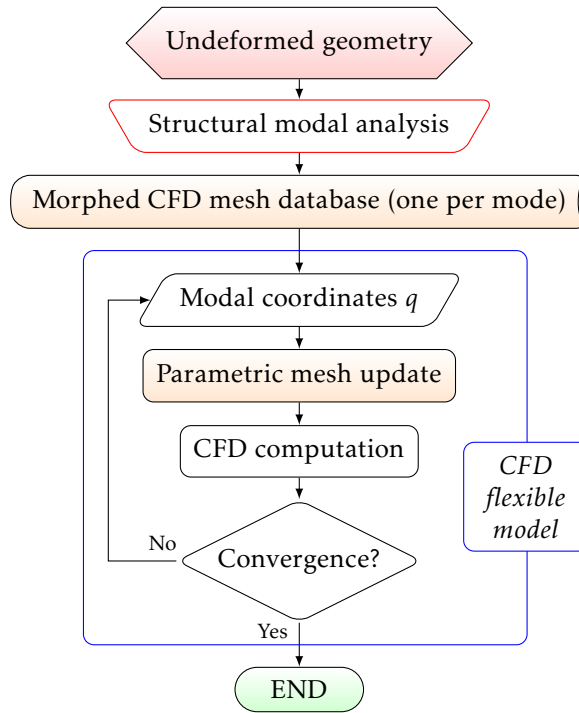 Undeformed geometry
Structural modal analysis
Morphed CFD mesh database (one per mode) (
Modal coordinates q
Parametric mesh update
CFD computation
CFD
flexible
model
No
Convergence?
Yes
END